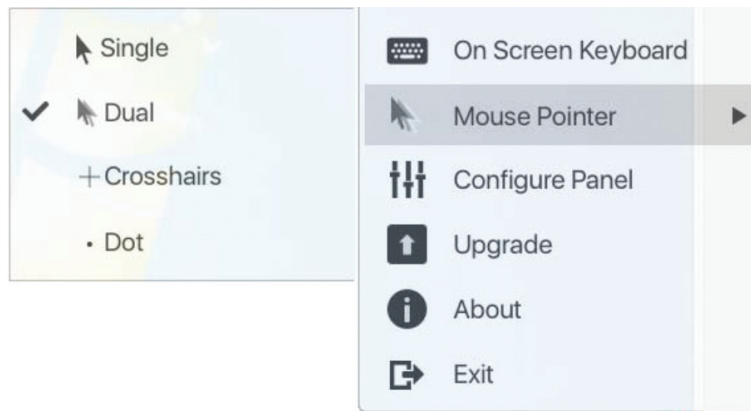 Single
Dual
Crosshairs
Dot
On Screen Keyboard
Mouse Pointer
Configure Panel
Upgrade
About
Exit